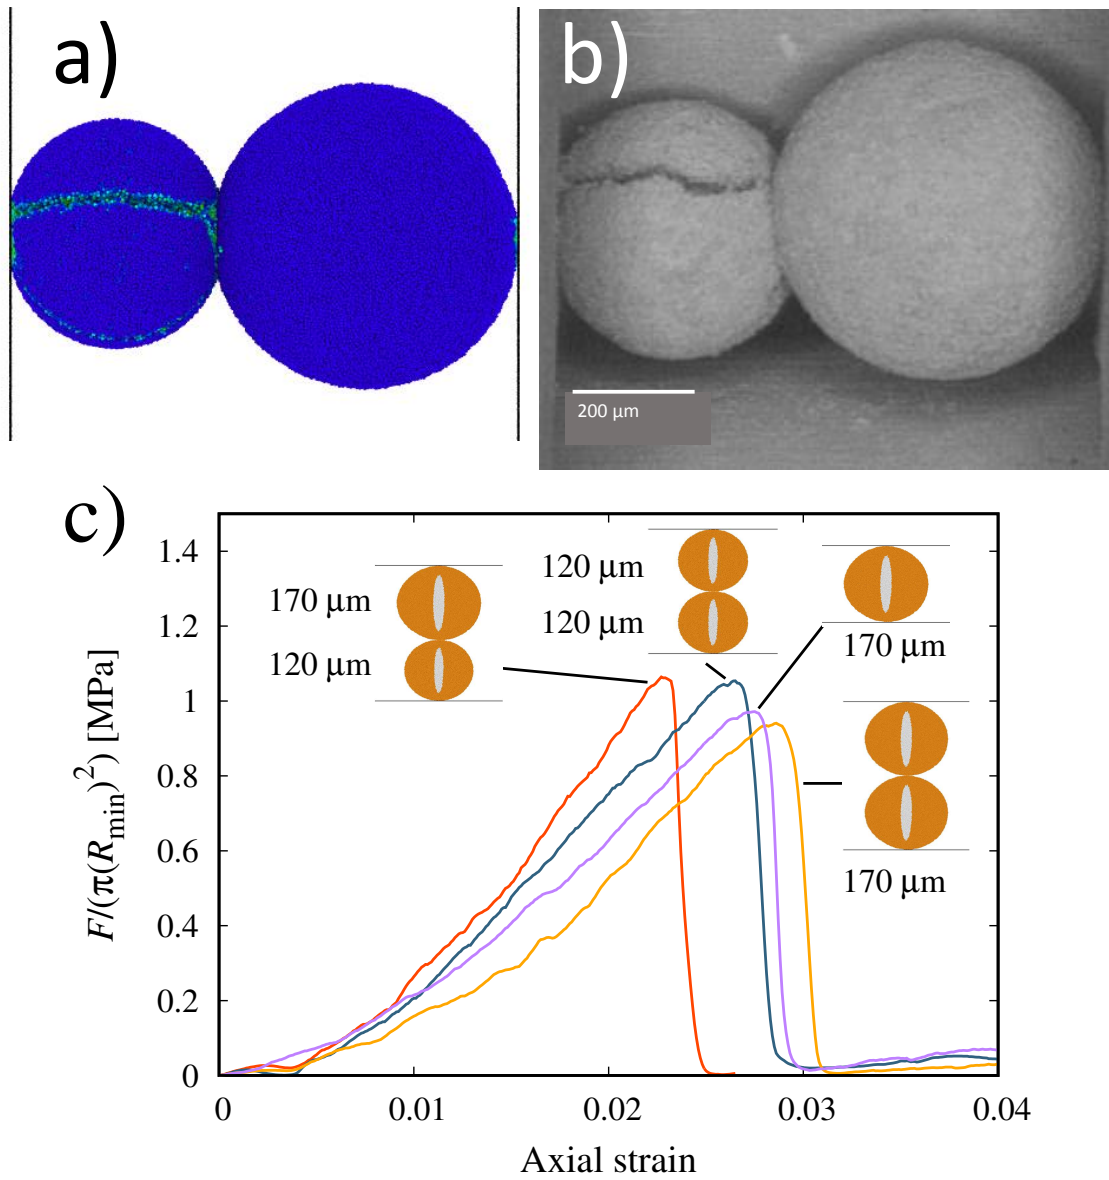 a)
b)
200 µm
c)
F/(π(R_min)^2) [MPa]
1.4
1.2
1
0.8
0.6
0.4
0.2
0
170 µm
120 µm
120 µm
120 µm
170 µm
170 µm
0
0.01
0.02
0.03
0.04
Axial strain